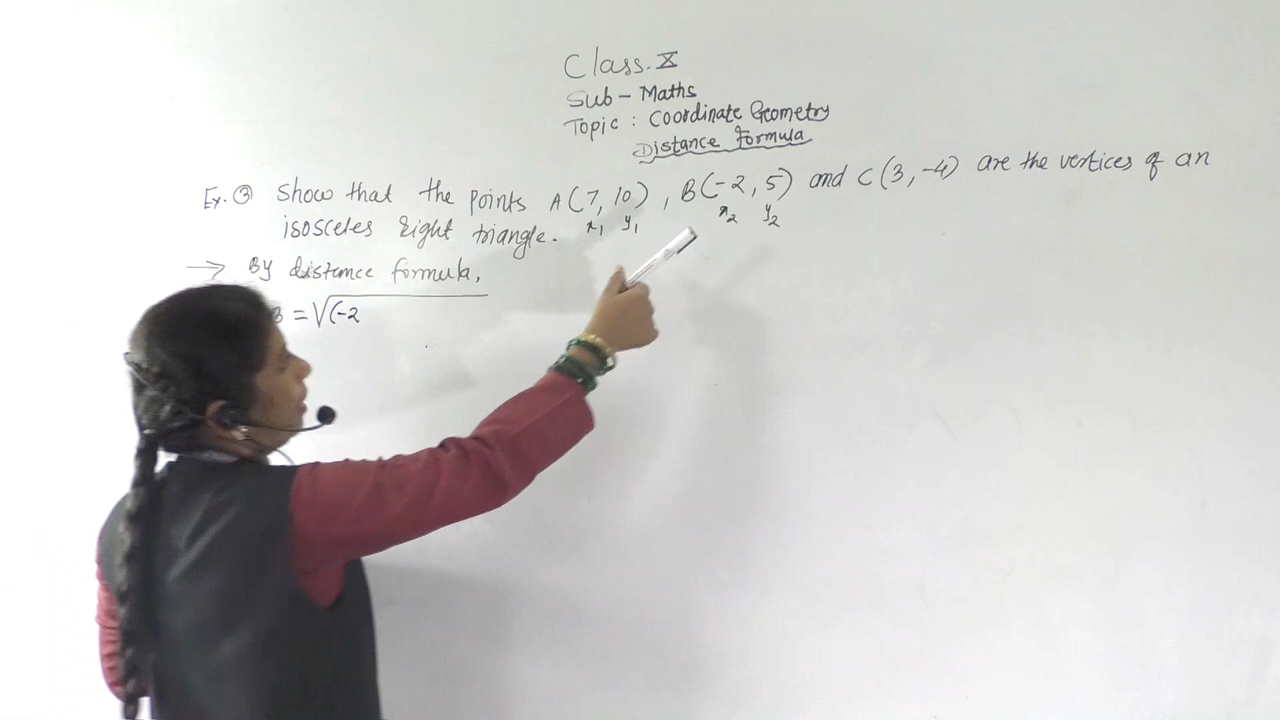 Class. X
Sub - Maths
Topic : Coordinate Geometry
Distance Formula
Ex. ③ Show that the points A(7, 10), B(-2, 5) and C(3, -4) are the vertices of an
x₁ y₁ x₂ y₂
isosceles right triangle.
→ By distance formula,
B = √(-2